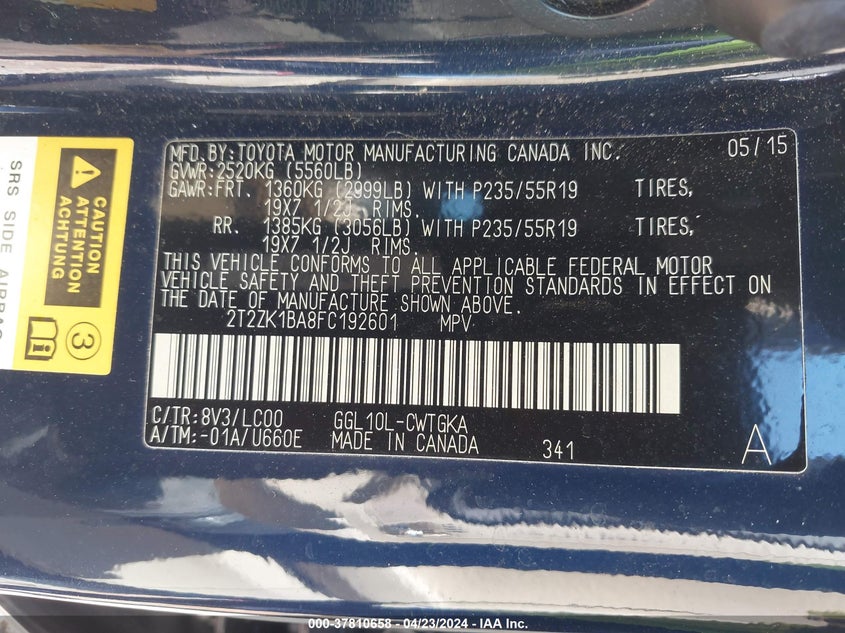 MFD.BY:TOYOTA MOTOR MANUFACTURING CANADA INC. 05/15
GVWR:2520KG (5560LB)
GAWR:FRT. 1360KG (2999LB) WITH P235/55R19 TIRES,
19X7 1/2J RIMS.
RR. 1385KG (3056LB) WITH P235/55R19 TIRES,
19X7 1/2J RIMS.
THIS VEHICLE CONFORMS TO ALL APPLICABLE FEDERAL MOTOR
VEHICLE SAFETY AND THEFT PREVENTION STANDARDS IN EFFECT ON
THE DATE OF MANUFACTURE SHOWN ABOVE.
2T2ZK1BA8FC192601 MPV
C/TR:8V3/LC00 GGL10L-CWTGKA
A/TM:-01A/U660E MADE IN CANADA 341 A
CAUTION
ATTENTION
ACHTUNG
3
SRS SIDE
000-37810658 - 04/23/2024 - IAA Inc.